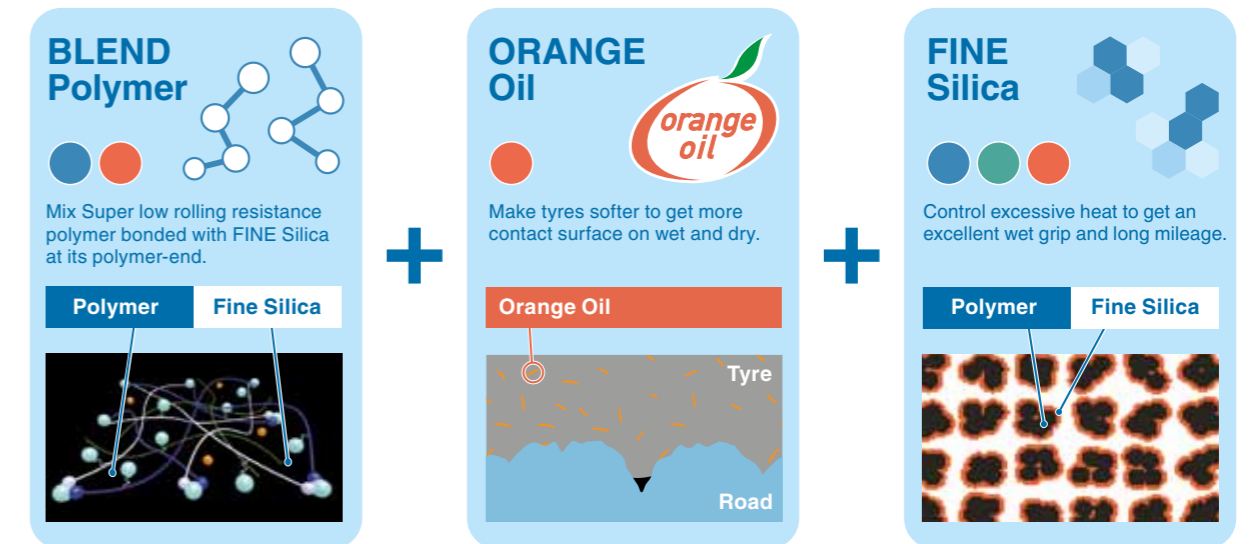 BLEND
Polymer
Mix Super low rolling resistance
polymer bonded with FINE Silica
at its polymer-end.
Polymer
Fine Silica
+
ORANGE
Oil
orange
oil
Make tyres softer to get more
contact surface on wet and dry.
Orange Oil
Tyre
Road
+
FINE
Silica
Control excessive heat to get an
excellent wet grip and long mileage.
Polymer
Fine Silica